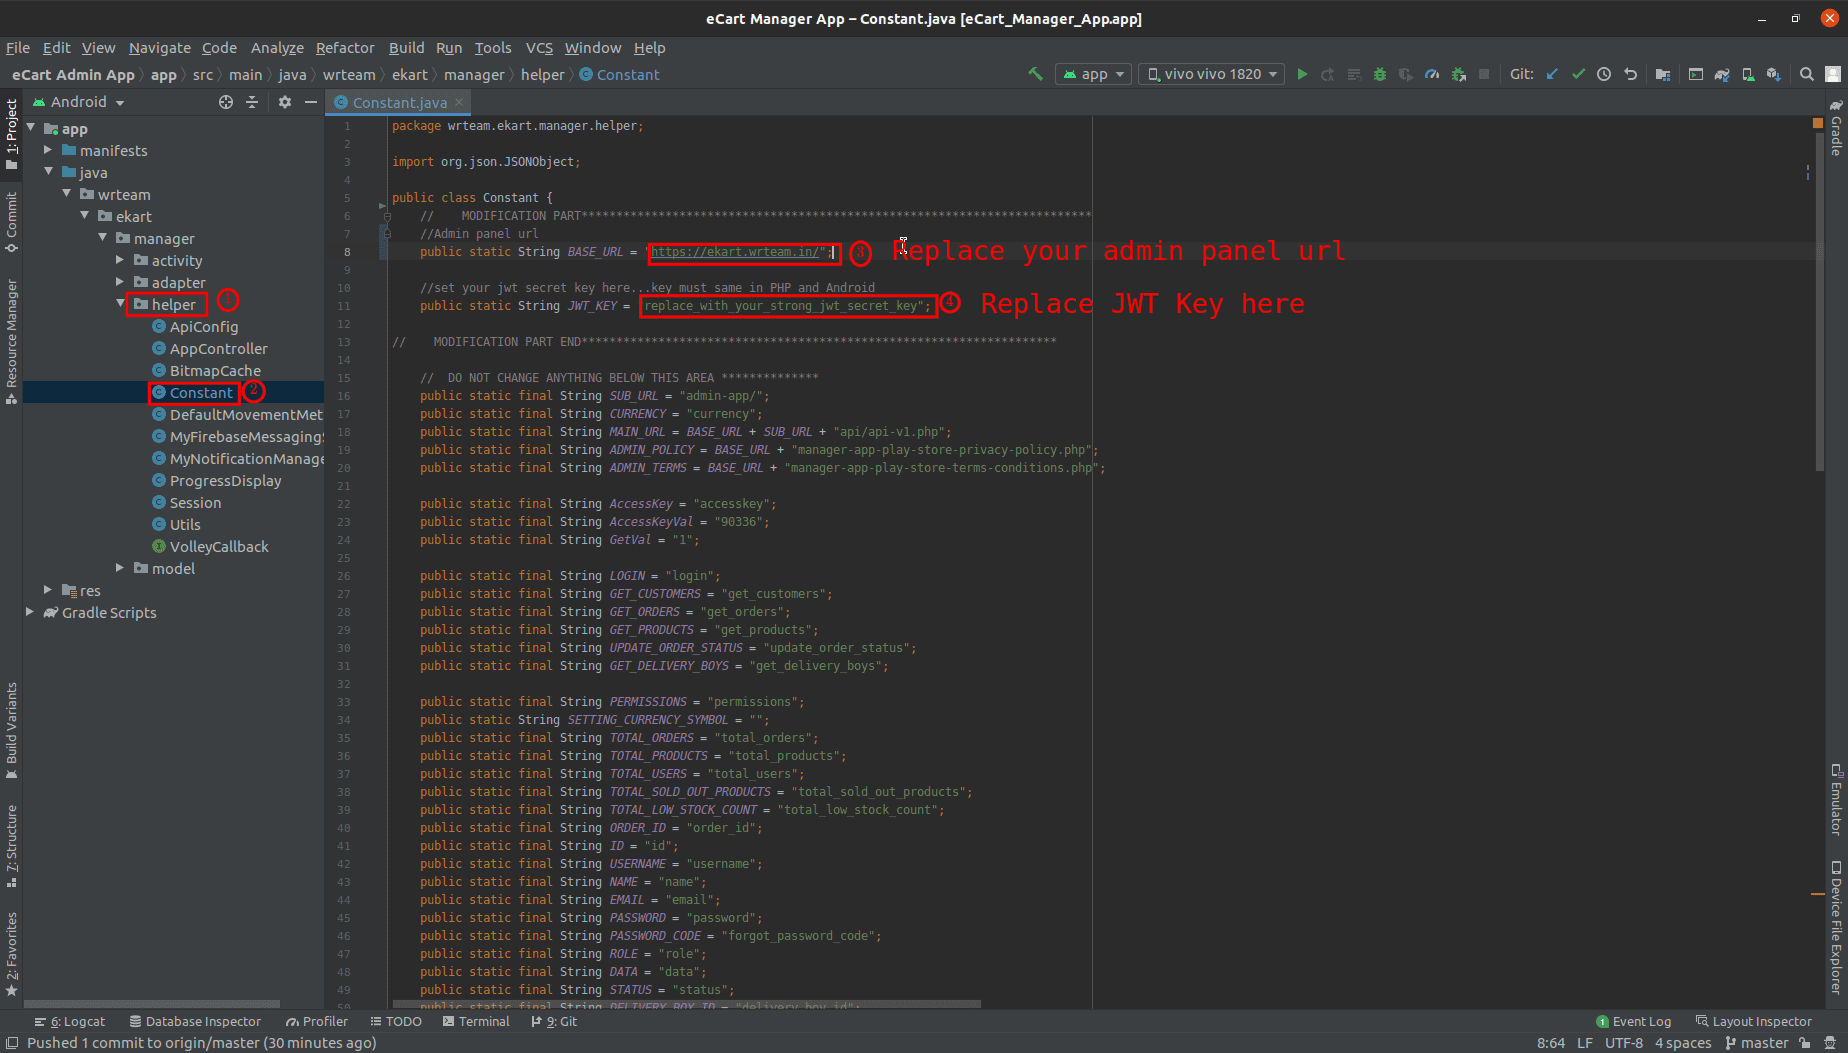 eCart Manager App – Constant.java [eCart_Manager_App.app]
File Edit View Navigate Code Analyze Refactor Build Run Tools VCS Window Help
eCart Admin App app src main java wrteam ekart manager helper Constant
app vivo vivo 1820 Git:
Android
Constant.java
1: Project
Commit
Resource Manager
Build Variants
7: Structure
2: Favorites
app
manifests
java
wrteam
ekart
manager
activity
adapter
helper 1
ApiConfig
AppController
BitmapCache
Constant 2
DefaultMovementMet
MyFirebaseMessaging
MyNotificationManage
ProgressDisplay
Session
Utils
VolleyCallback
model
res
Gradle Scripts
1 package wrteam.ekart.manager.helper;
2
3 import org.json.JSONObject;
4
5 public class Constant {
6 // MODIFICATION PART*************************************************************************
7 //Admin panel url
8 public static String BASE_URL = "https://ekart.wrteam.in/"; 3 Replace your admin panel url
9
10 //set your jwt secret key here...key must same in PHP and Android
11 public static String JWT_KEY = replace_with_your_strong_jwt_secret_key"; 4 Replace JWT Key here
12
13 // MODIFICATION PART END********************************************************************
14
15 // DO NOT CHANGE ANYTHING BELOW THIS AREA **************
16 public static final String SUB_URL = "admin-app/";
17 public static final String CURRENCY = "currency";
18 public static final String MAIN_URL = BASE_URL + SUB_URL + "api/api-v1.php";
19 public static final String ADMIN_POLICY = BASE_URL + "manager-app-play-store-privacy-policy.php";
20 public static final String ADMIN_TERMS = BASE_URL + "manager-app-play-store-terms-conditions.php";
21
22 public static final String AccessKey = "accesskey";
23 public static final String AccessKeyVal = "90336";
24 public static final String GetVal = "1";
25
26 public static final String LOGIN = "login";
27 public static final String GET_CUSTOMERS = "get_customers";
28 public static final String GET_ORDERS = "get_orders";
29 public static final String GET_PRODUCTS = "get_products";
30 public static final String UPDATE_ORDER_STATUS = "update_order_status";
31 public static final String GET_DELIVERY_BOYS = "get_delivery_boys";
32
33 public static final String PERMISSIONS = "permissions";
34 public static String SETTING_CURRENCY_SYMBOL = "";
35 public static final String TOTAL_ORDERS = "total_orders";
36 public static final String TOTAL_PRODUCTS = "total_products";
37 public static final String TOTAL_USERS = "total_users";
38 public static final String TOTAL_SOLD_OUT_PRODUCTS = "total_sold_out_products";
39 public static final String TOTAL_LOW_STOCK_COUNT = "total_low_stock_count";
40 public static final String ORDER_ID = "order_id";
41 public static final String ID = "id";
42 public static final String USERNAME = "username";
43 public static final String NAME = "name";
44 public static final String EMAIL = "email";
45 public static final String PASSWORD = "password";
46 public static final String PASSWORD_CODE = "forgot_password_code";
47 public static final String ROLE = "role";
48 public static final String DATA = "data";
49 public static final String STATUS = "status";
50 public static final String DELIVERY_BOY_ID = "delivery_boy_id";
Gradle
Emulator
Device File Explorer
6: Logcat Database Inspector Profiler TODO Terminal 9: Git 1 Event Log Layout Inspector
Pushed 1 commit to origin/master (30 minutes ago) 8:64 LF UTF-8 4 spaces master